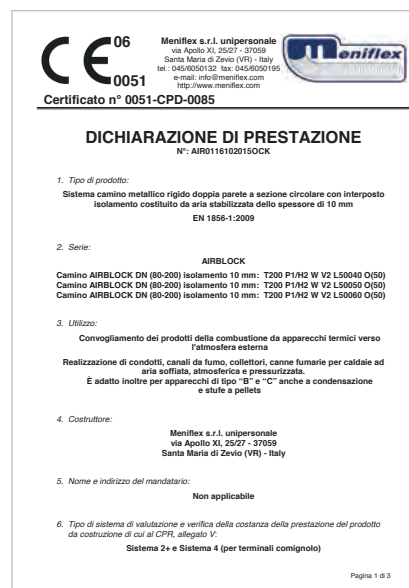 06
0051
Meniflex s.r.l. unipersonale
via Apollo XI, 25/27 - 37059
Santa Maria di Zevio (VR) - Italy
tel.: 045/6050132 fax: 045/6050195
e-mail: info@meniflex.com
http://www.meniflex.com
Meniflex
Certificato n° 0051-CPD-0085
DICHIARAZIONE DI PRESTAZIONE
N°: AIR0116102015OCK
1. Tipo di prodotto:
Sistema camino metallico rigido doppia parete a sezione circolare con interposto
isolamento costituito da aria stabilizzata dello spessore di 10 mm
EN 1856-1:2009
2. Serie:
AIRBLOCK
Camino AIRBLOCK DN (80-200) isolamento 10 mm: T200 P1/H2 W V2 L50040 O(50)
Camino AIRBLOCK DN (80-200) isolamento 10 mm: T200 P1/H2 W V2 L50050 O(50)
Camino AIRBLOCK DN (80-200) isolamento 10 mm: T200 P1/H2 W V2 L50060 O(50)
3. Utilizzo:
Convogliamento dei prodotti della combustione da apparecchi termici verso
l'atmosfera esterna
Realizzazione di condotti, canali da fumo, collettori, canne fumarie per caldaie ad
aria soffiata, atmosferica e pressurizzata.
È adatto inoltre per apparecchi di tipo "B" e "C" anche a condensazione
e stufe a pellets
4. Costruttore:
Meniflex s.r.l. unipersonale
via Apollo XI, 25/27 - 37059
Santa Maria di Zevio (VR) - Italy
5. Nome e indirizzo del mandatario:
Non applicabile
6. Tipo di sistema di valutazione e verifica della costanza della prestazione del prodotto
da costruzione di cui al CPR, allegato V:
Sistema 2+ e Sistema 4 (per terminali comignolo)
Pagina 1 di 3